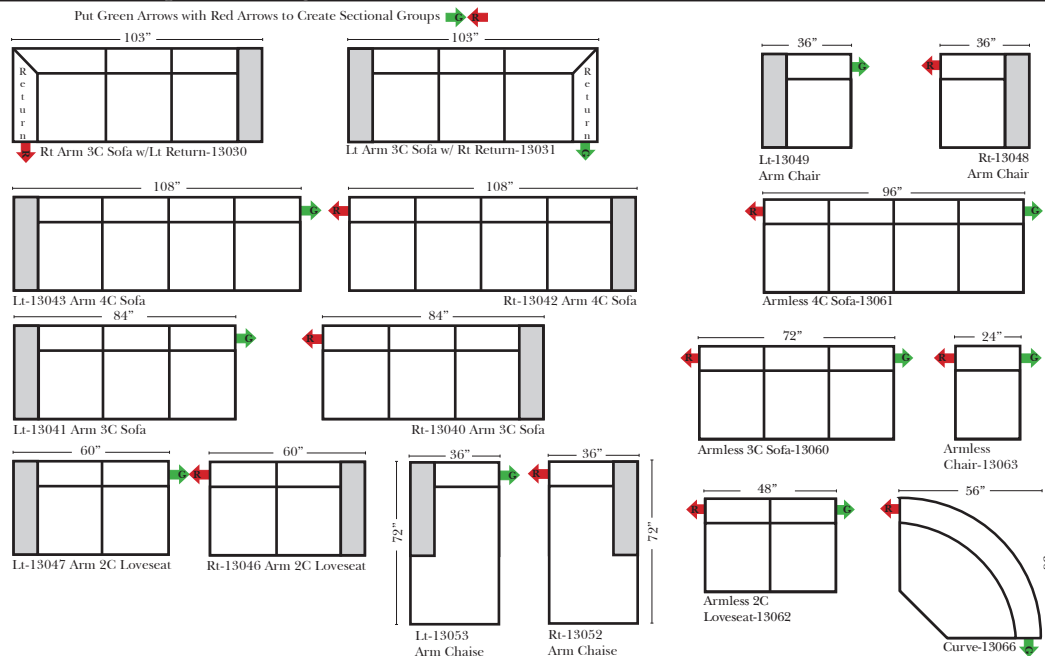 Put Green Arrows with Red Arrows to Create Sectional Groups G R
103”
103”
36”
36”
Return
Return
G
R
R
G
Rt Arm 3C Sofa w/Lt Return-13030
Lt Arm 3C Sofa w/ Rt Return-13031
Lt-13049
Arm Chair
Rt-13048
Arm Chair
108”
108”
96”
G
R
R
G
Lt-13043 Arm 4C Sofa
Rt-13042 Arm 4C Sofa
Armless 4C Sofa-13061
84”
84”
72”
24”
G
R
R
G
R
G
Lt-13041 Arm 3C Sofa
Rt-13040 Arm 3C Sofa
Armless 3C Sofa-13060
Armless
Chair-13063
60”
60”
36”
36”
48”
56”
G
R
G
R
R
G
R
72”
72”
Lt-13047 Arm 2C Loveseat
Rt-13046 Arm 2C Loveseat
Lt-13053
Arm Chaise
Rt-13052
Arm Chaise
Armless 2C
Loveseat-13062
Curve-13066
G